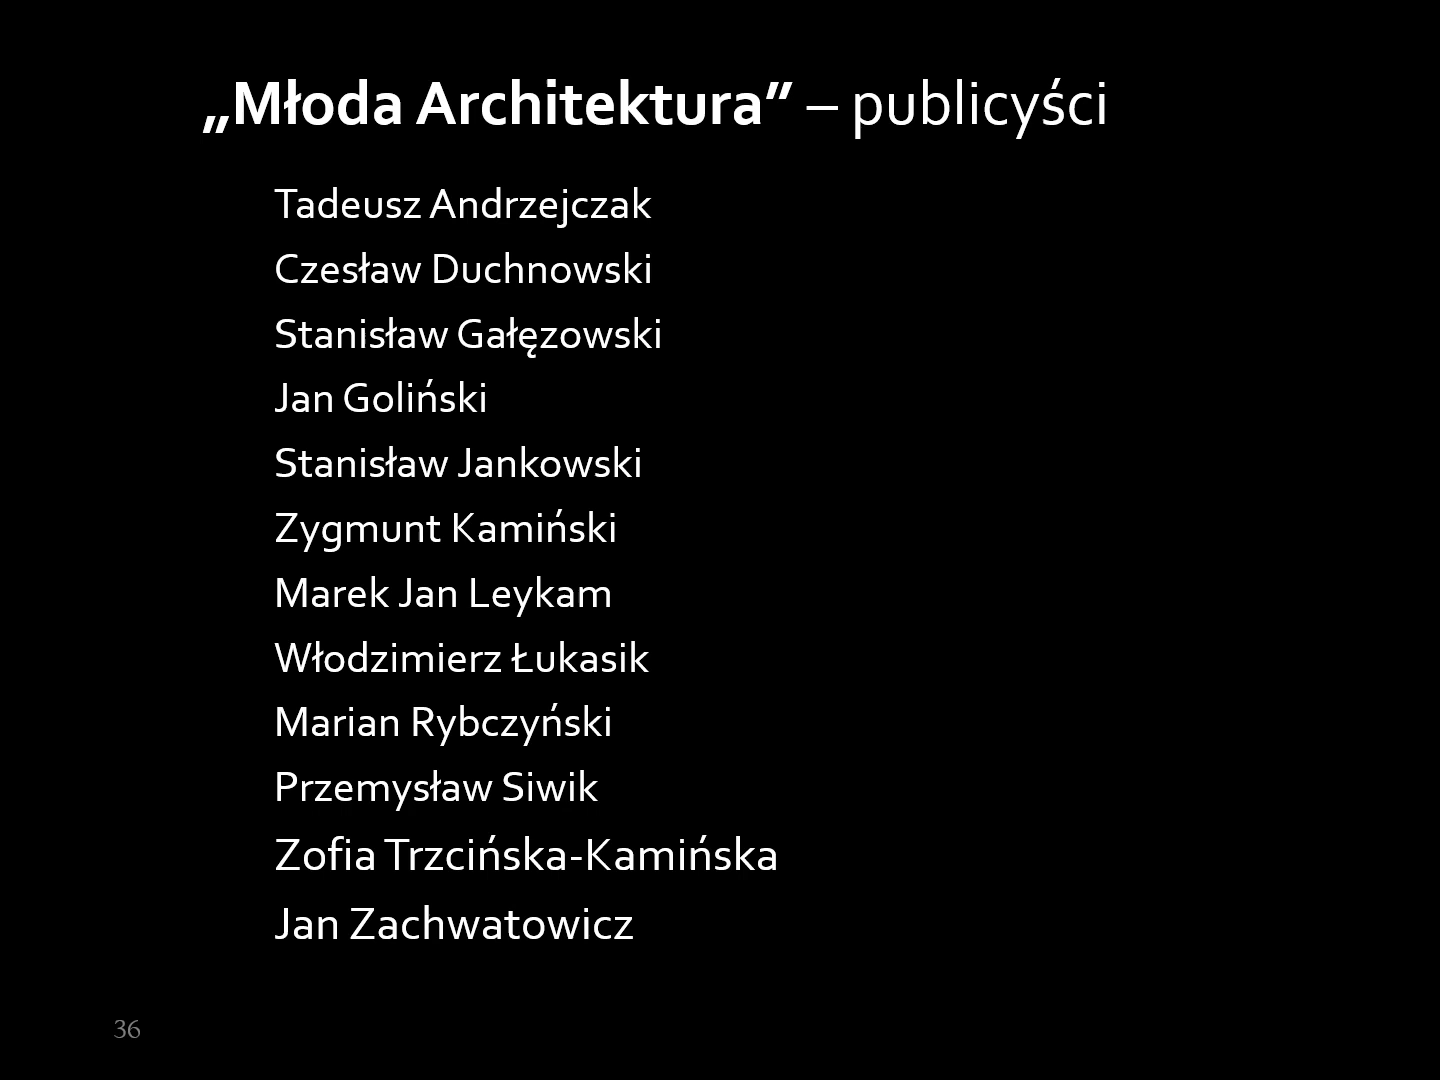 „Młoda Architektura” – publicyści
Tadeusz Andrzejczak
Czesław Duchnowski
Stanisław Gałęzowski
Jan Goliński
Stanisław Jankowski
Zygmunt Kamiński
Marek Jan Leykam
Włodzimierz Łukasik
Marian Rybczyński
Przemysław Siwik
Zofia Trzcińska-Kamińska
Jan Zachwatowicz
36